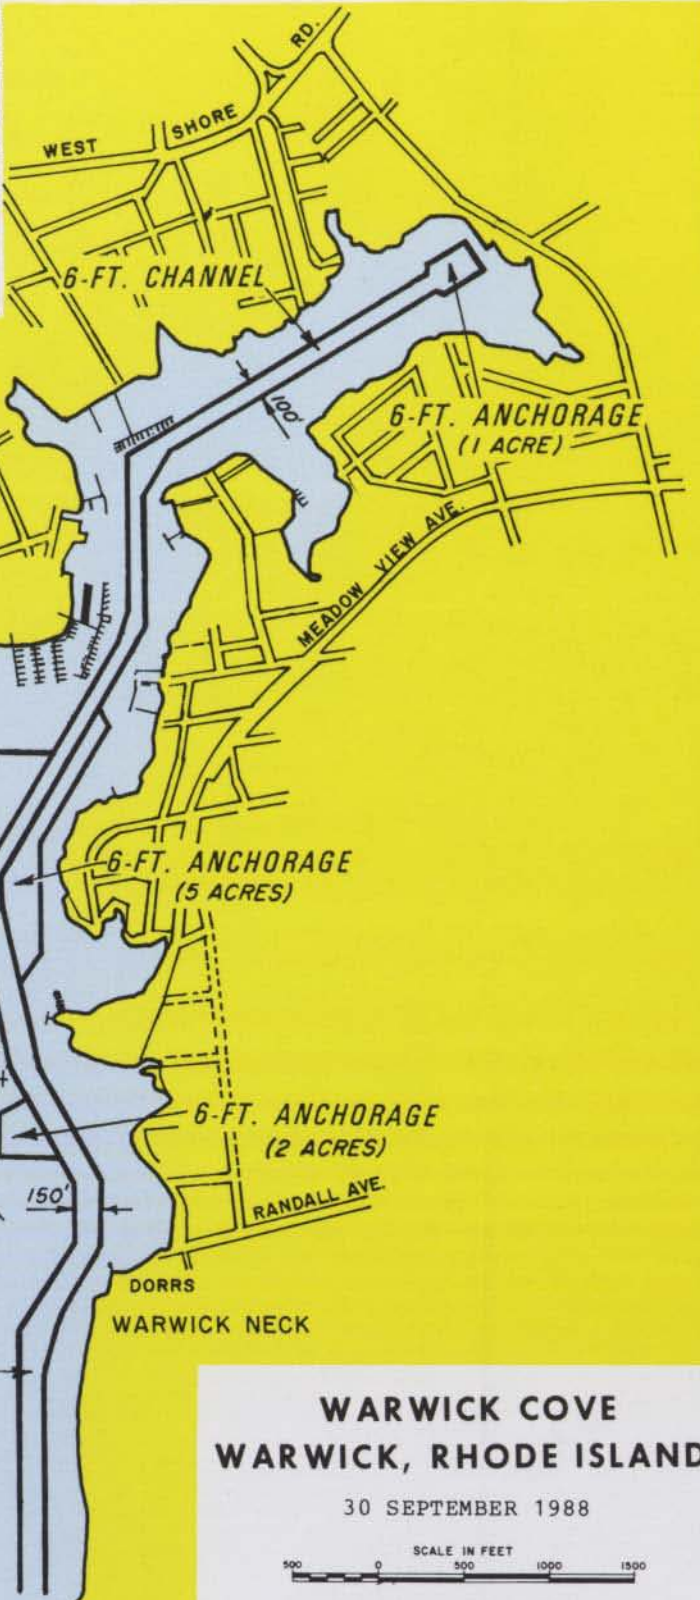 WEST SHORE RD.
6-FT. CHANNEL
100'
6-FT. ANCHORAGE
(1 ACRE)
MEADOW VIEW AVE.
6-FT. ANCHORAGE
(5 ACRES)
6-FT. ANCHORAGE
(2 ACRES)
150'
RANDALL AVE.
DORRS
WARWICK NECK
WARWICK COVE
WARWICK, RHODE ISLAND
30 SEPTEMBER 1988
SCALE IN FEET
500 0 500 1000 1500